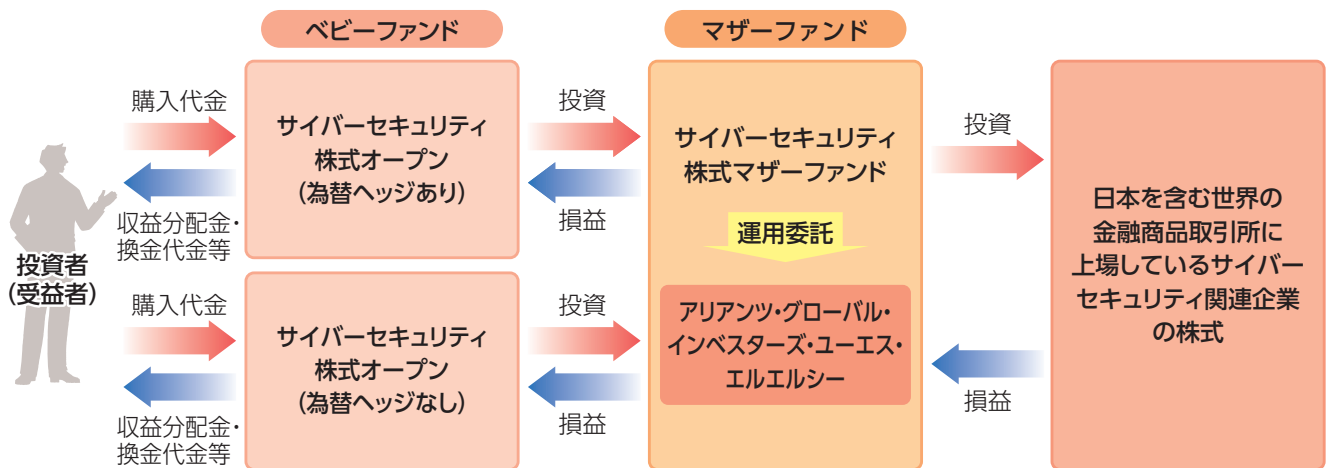 ベビーファンド
マザーファンド
購入代金
収益分配金・
換金代金等
投資者
(受益者)
購入代金
収益分配金・
換金代金等
サイバーセキュリティ
株式オープン
(為替ヘッジあり)
サイバーセキュリティ
株式オープン
(為替ヘッジなし)
投資
損益
投資
損益
サイバーセキュリティ
株式マザーファンド
運用委託
アリアンツ・グローバル・
インベスターズ・ユーエス・
エルエルシー
投資
損益
日本を含む世界の
金融商品取引所に
上場しているサイバー
セキュリティ関連企業
の株式